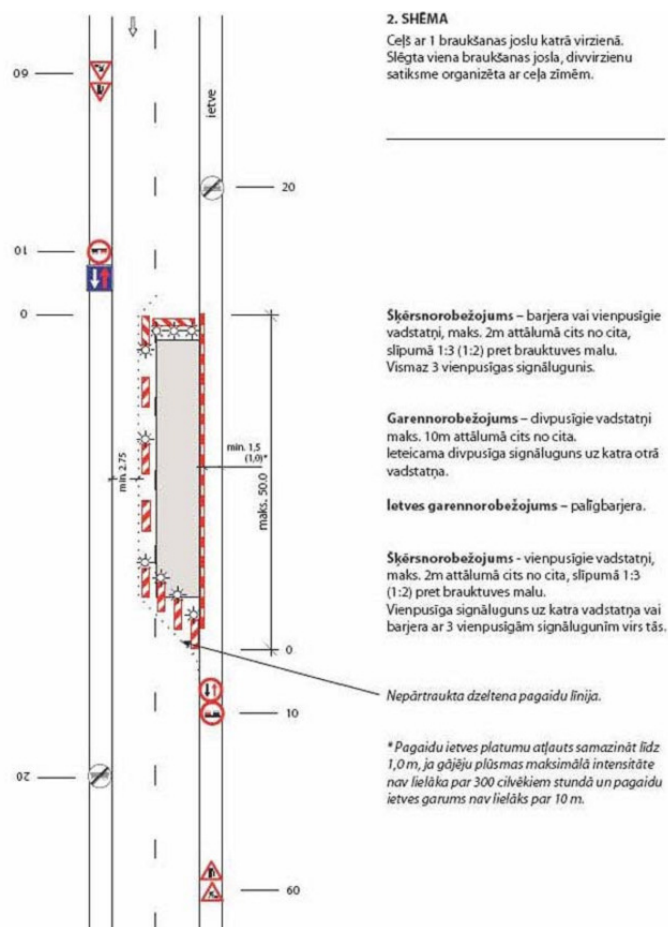 2. SHĒMA
Ceļš ar 1 braukšanas joslu katrā virzienā.
Slēgta viena braukšanas josla, divvirzienu
satiksme organizēta ar ceļa zīmēm.
60
ietve
20
10
0
Šķērsnorobežojums – barjera vai vienpusīgie
vadstatņi, maks. 2m attālumā cits no cita,
slīpumā 1:3 (1:2) pret brauktuves malu.
Vismaz 3 vienpusīgas signālugunis.
Garennorobežojums – divpusīgie vadstatņi
maks. 10m attālumā cits no cita.
Ieteicama divpusīga signāluguns uz katra otrā
vadstatņa.
min. 1,5
(1,0)*
min. 2.75
maks. 50.0
Ietves garennorobežojums – palīgbarjera.
Šķērsnorobežojums - vienpusīgie vadstatņi,
maks. 2m attālumā cits no cita, slīpumā 1:3
(1:2) pret brauktuves malu.
Vienpusīga signāluguns uz katra vadstatņa vai
barjera ar 3 vienpusīgām signālugunīm virs tās.
0
Nepārtraukta dzeltena pagaidu līnija.
10
* Pagaidu ietves platumu atļauts samazināt līdz
1,0 m, ja gājēju plūsmas maksimālā intensitāte
nav lielāka par 300 cilvēkiem stundā un pagaidu
ietves garums nav lielāks par 10 m.
20
60